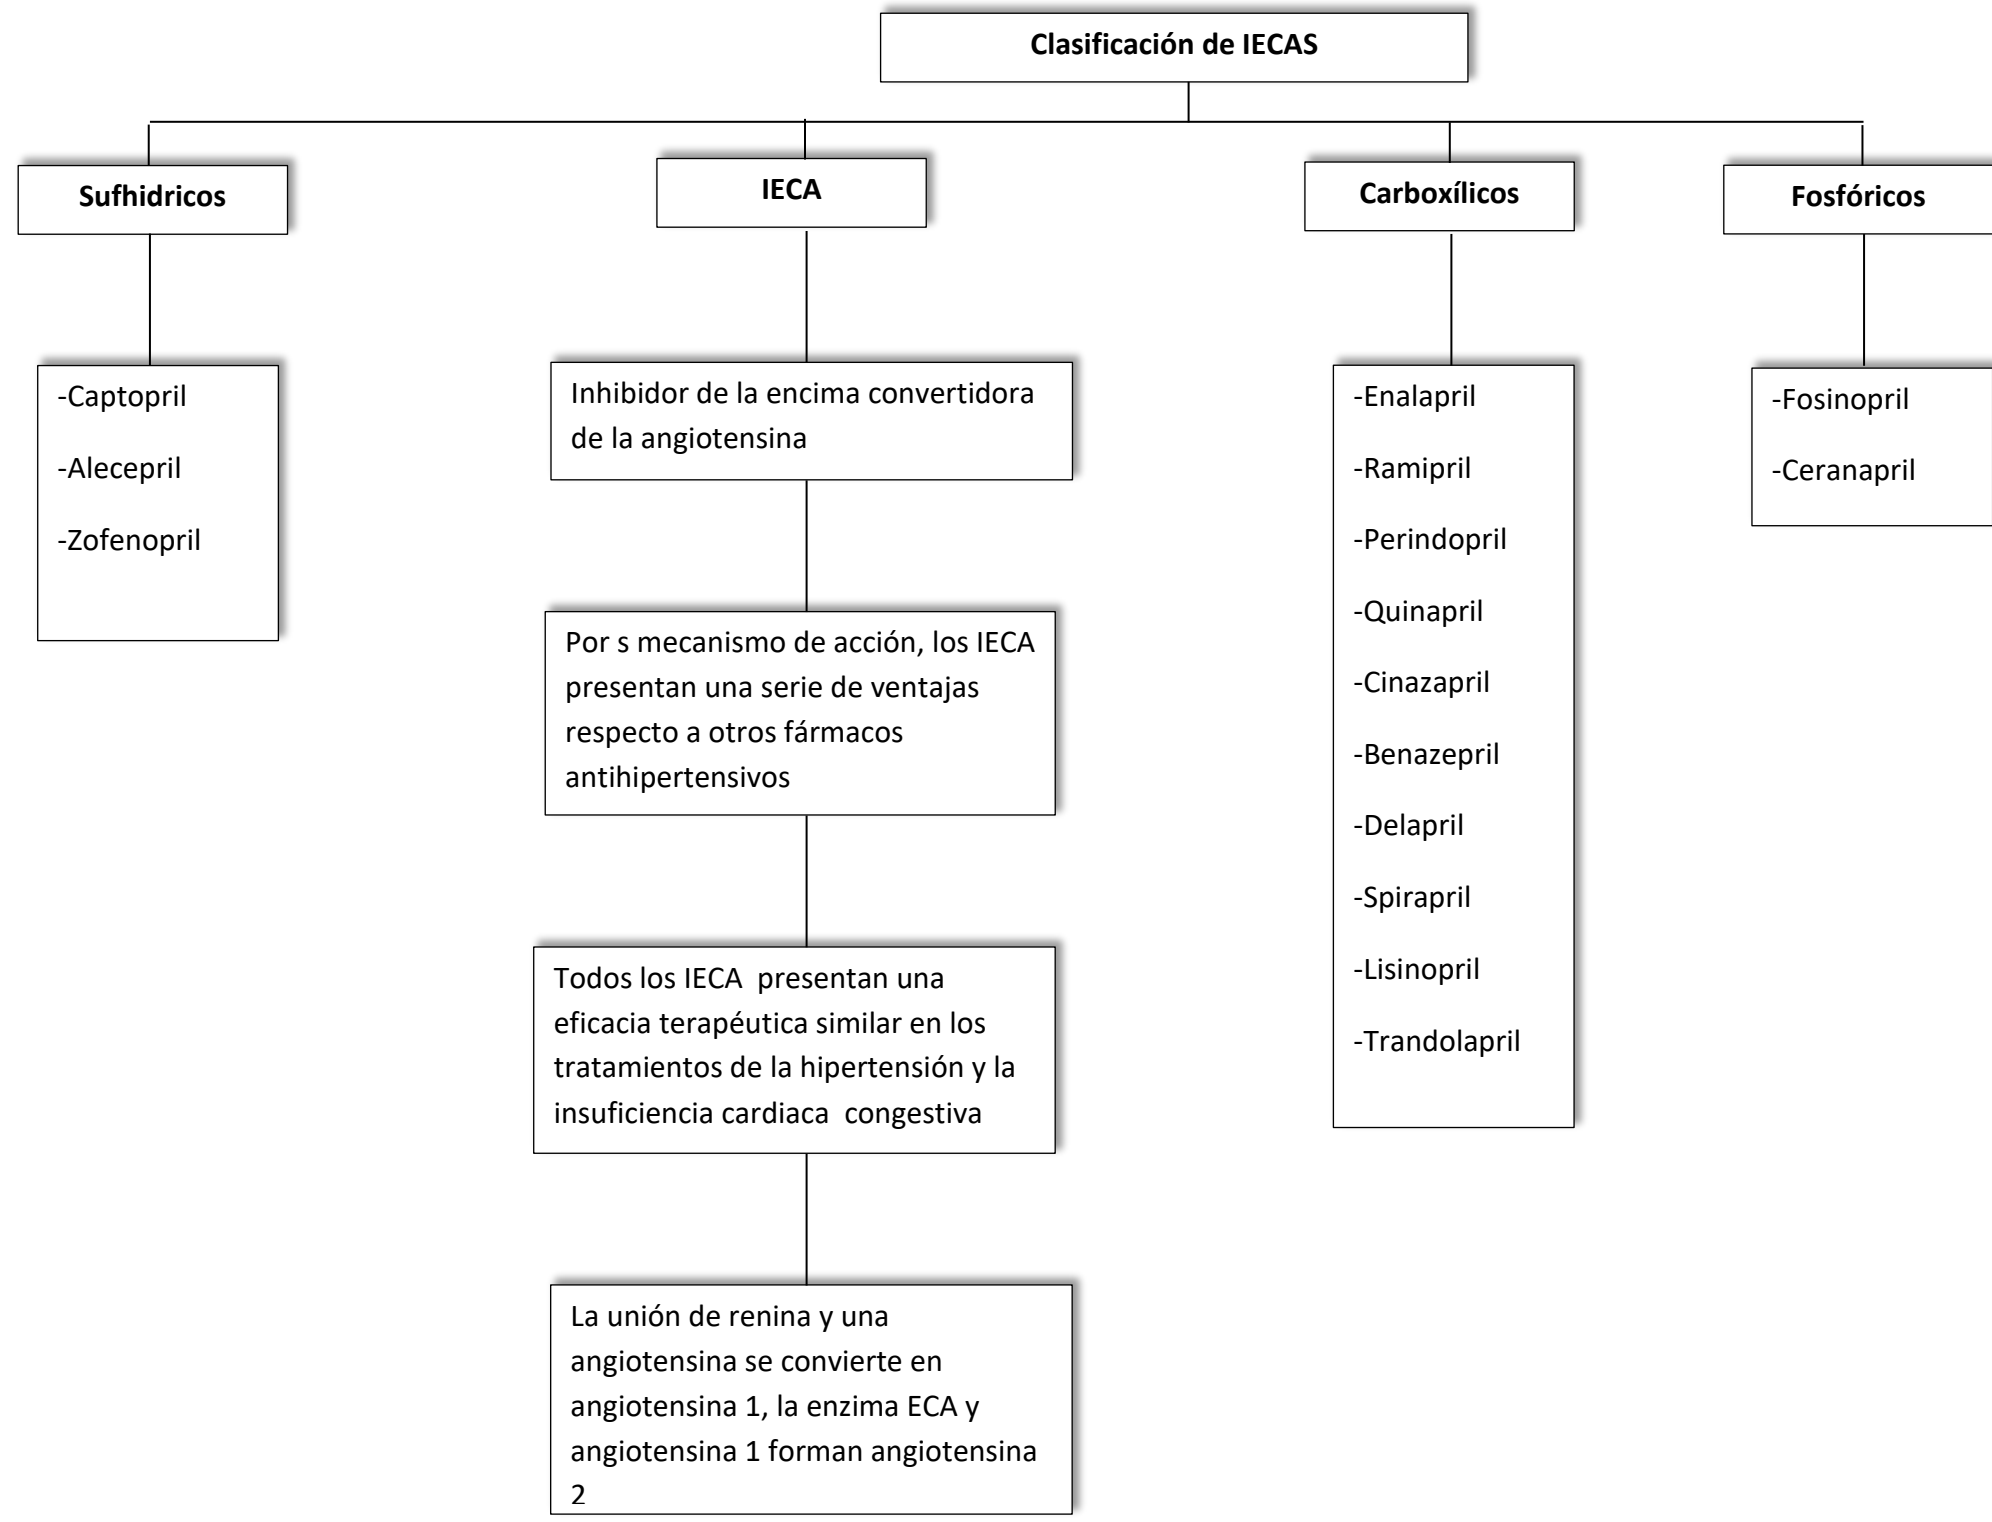 Clasificación de IECAS
Sufhidricos
IECA
Carboxílicos
Fosfóricos
-Captopril
-Alecepril
-Zofenopril
Inhibidor de la encima convertidora
de la angiotensina
Por s mecanismo de acción, los IECA
presentan una serie de ventajas
respecto a otros fármacos
antihipertensivos
Todos los IECA  presentan una
eficacia terapéutica similar en los
tratamientos de la hipertensión y la
insuficiencia cardiaca  congestiva
La unión de renina y una
angiotensina se convierte en
angiotensina 1, la enzima ECA y
angiotensina 1 forman angiotensina
2
-Enalapril
-Ramipril
-Perindopril
-Quinapril
-Cinazapril
-Benazepril
-Delapril
-Spirapril
-Lisinopril
-Trandolapril
-Fosinopril
-Ceranapril